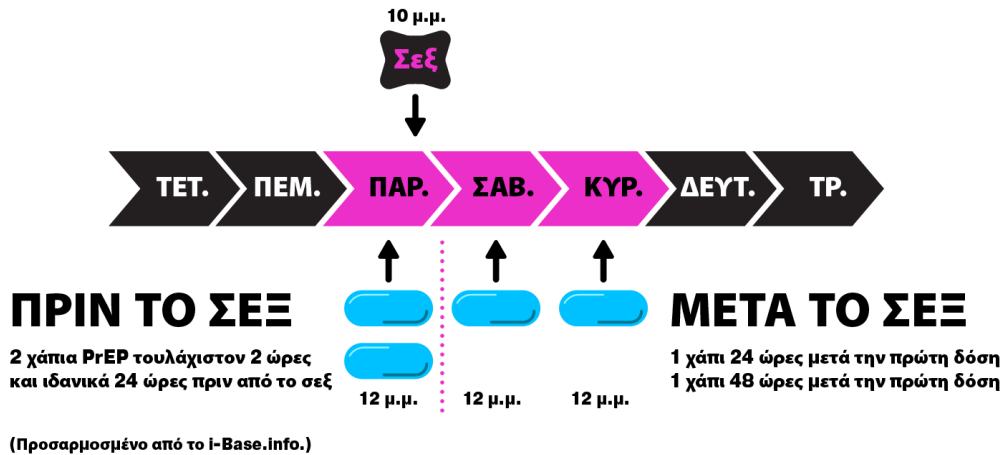 10 μ.μ.
Σεξ
ΤΕΤ. ΠΕΜ. ΠΑΡ. ΣΑΒ. ΚΥΡ. ΔΕΥΤ. ΤΡ.
ΠΡΙΝ ΤΟ ΣΕΞ
2 χάπια PrEP τουλάχιστον 2 ώρες
και ιδανικά 24 ώρες πριν από το σεξ
12 μ.μ. 12 μ.μ. 12 μ.μ.
ΜΕΤΑ ΤΟ ΣΕΞ
1 χάπι 24 ώρες μετά την πρώτη δόση
1 χάπι 48 ώρες μετά την πρώτη δόση
(Προσαρμοσμένο από το i-Base.info.)